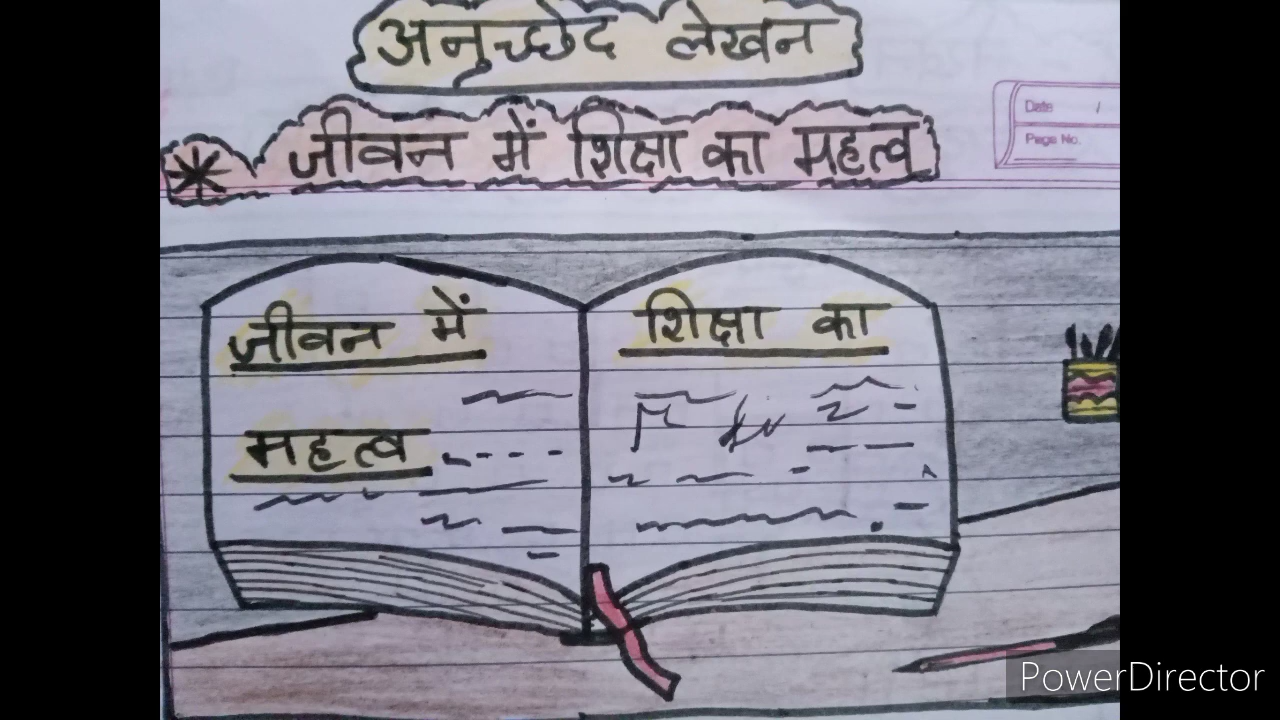 अनुच्छेद लेखन
जीवन में शिक्षा का महत्व
Date /
Page No.
जीवन में
महत्व
शिक्षा का
PowerDirector